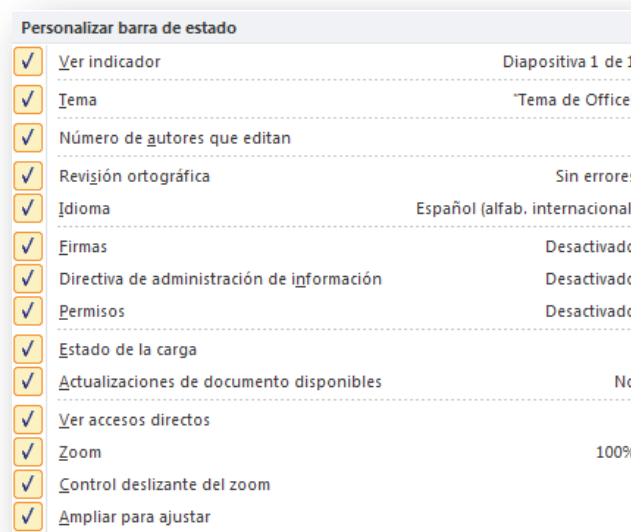 Personalizar barra de estado
Ver indicador Diapositiva 1 de 1
Tema "Tema de Office
Número de autores que editan
Revisión ortográfica Sin errores
Idioma Español (alfab. internacional
Firmas Desactivado
Directiva de administración de información Desactivado
Permisos Desactivado
Estado de la carga
Actualizaciones de documento disponibles No
Ver accesos directos
Zoom 100%
Control deslizante del zoom
Ampliar para ajustar